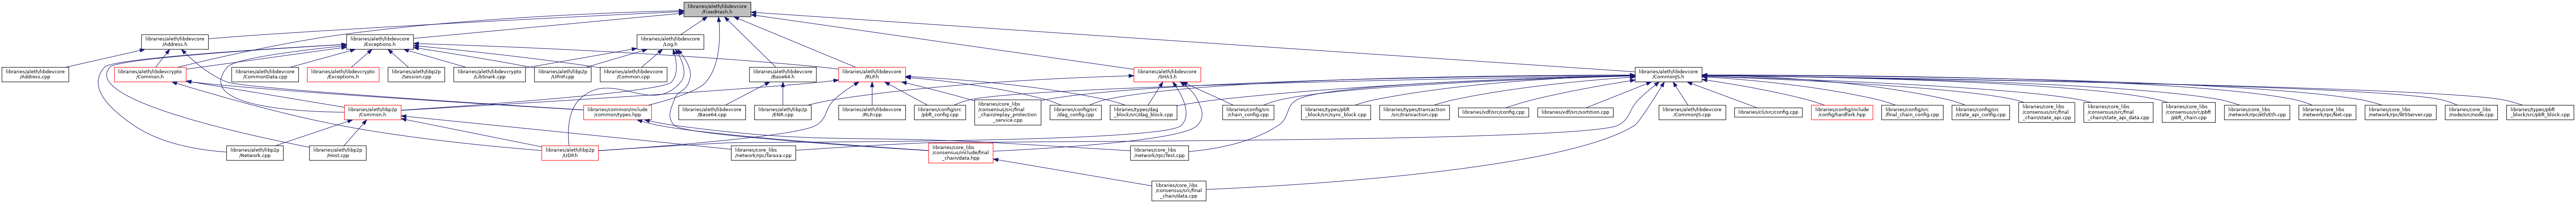 libraries/aleth/libdevcore
/FixedHash.h
libraries/aleth/libdevcore
/Address.h
libraries/aleth/libdevcore
/Exceptions.h
libraries/aleth/libdevcore
/Log.h
libraries/aleth/libdevcore
/Address.cpp
libraries/aleth/libdevcrypto
/Common.h
libraries/aleth/libdevcore
/CommonData.cpp
libraries/aleth/libdevcrypto
/Exceptions.h
libraries/aleth/libp2p
/Session.cpp
libraries/aleth/libdevcrypto
/LibSnark.cpp
libraries/aleth/libp2p
/UPnP.cpp
libraries/aleth/libdevcore
/Common.cpp
libraries/aleth/libdevcore
/Base64.h
libraries/aleth/libdevcore
/RLP.h
libraries/aleth/libdevcore
/SHA3.h
libraries/aleth/libdevcore
/CommonJS.h
libraries/aleth/libp2p
/Common.h
libraries/common/include
/common/types.hpp
libraries/aleth/libdevcore
/Base64.cpp
libraries/aleth/libp2p
/ENR.cpp
libraries/aleth/libdevcore
/RLP.cpp
libraries/config/src
/pbft_config.cpp
libraries/core_libs
/consensus/src/final
_chain/replay_protection
_service.cpp
libraries/config/src
/dag_config.cpp
libraries/types/dag
_block/src/dag_block.cpp
libraries/config/src
/chain_config.cpp
libraries/types/pbft
_block/src/sync_block.cpp
libraries/types/transaction
/src/transaction.cpp
libraries/vdf/src/config.cpp
libraries/vdf/src/sortition.cpp
libraries/aleth/libdevcore
/CommonJS.cpp
libraries/cli/src/config.cpp
libraries/config/include
/config/hardfork.hpp
libraries/config/src
/final_chain_config.cpp
libraries/config/src
/state_api_config.cpp
libraries/core_libs
/consensus/src/final
_chain/state_api.cpp
libraries/core_libs
/consensus/src/final
_chain/state_api_data.cpp
libraries/core_libs
/consensus/src/pbft
/pbft_chain.cpp
libraries/core_libs
/network/rpc/eth/Eth.cpp
libraries/core_libs
/network/rpc/Net.cpp
libraries/core_libs
/network/rpc/WSServer.cpp
libraries/core_libs
/node/src/node.cpp
libraries/types/pbft
_block/src/pbft_block.cpp
libraries/aleth/libp2p
/Network.cpp
libraries/aleth/libp2p
/Host.cpp
libraries/aleth/libp2p
/UDP.h
libraries/core_libs
/network/rpc/Taraxa.cpp
libraries/core_libs
/consensus/include/final
_chain/data.hpp
libraries/core_libs
/network/rpc/Test.cpp
libraries/core_libs
/consensus/src/final
_chain/data.cpp